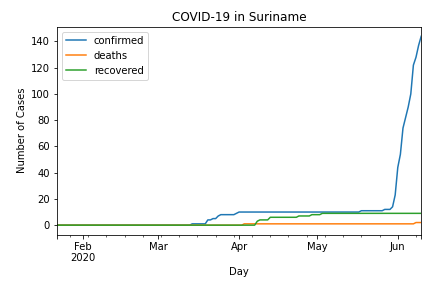 COVID-19 in Suriname
confirmed
deaths
recovered
Number of Cases
140
120
100
80
60
40
20
0
Feb Mar Apr May Jun
2020
Day